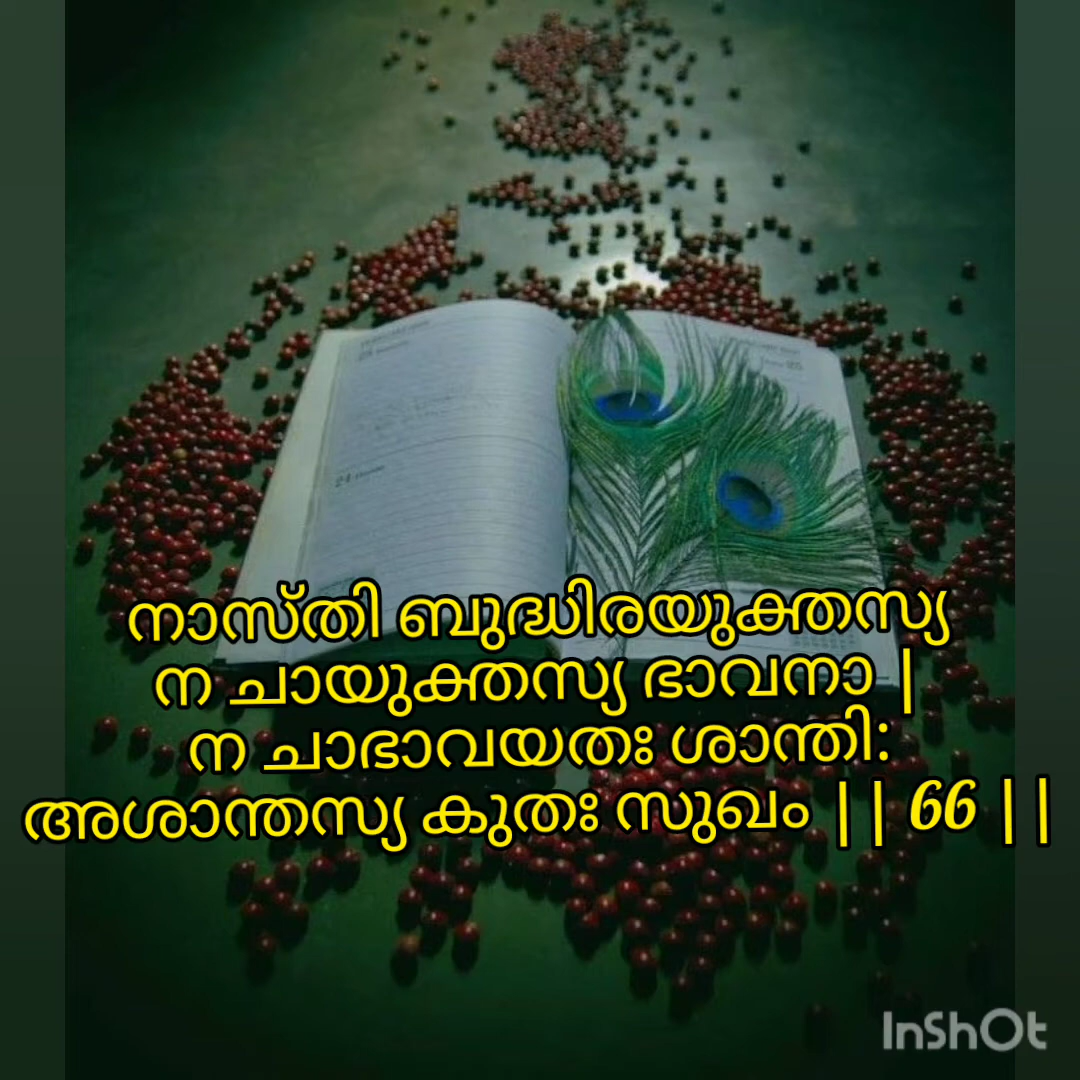 നാസ്തി ബുദ്ധിരയുക്തസ്യ
ന ചായുക്തസ്യ ഭാവനാ |
ന ചാഭാവയതഃ ശാന്തി:
അശാന്തസ്യ കുതഃ സുഖം || 66 ||
InShOt